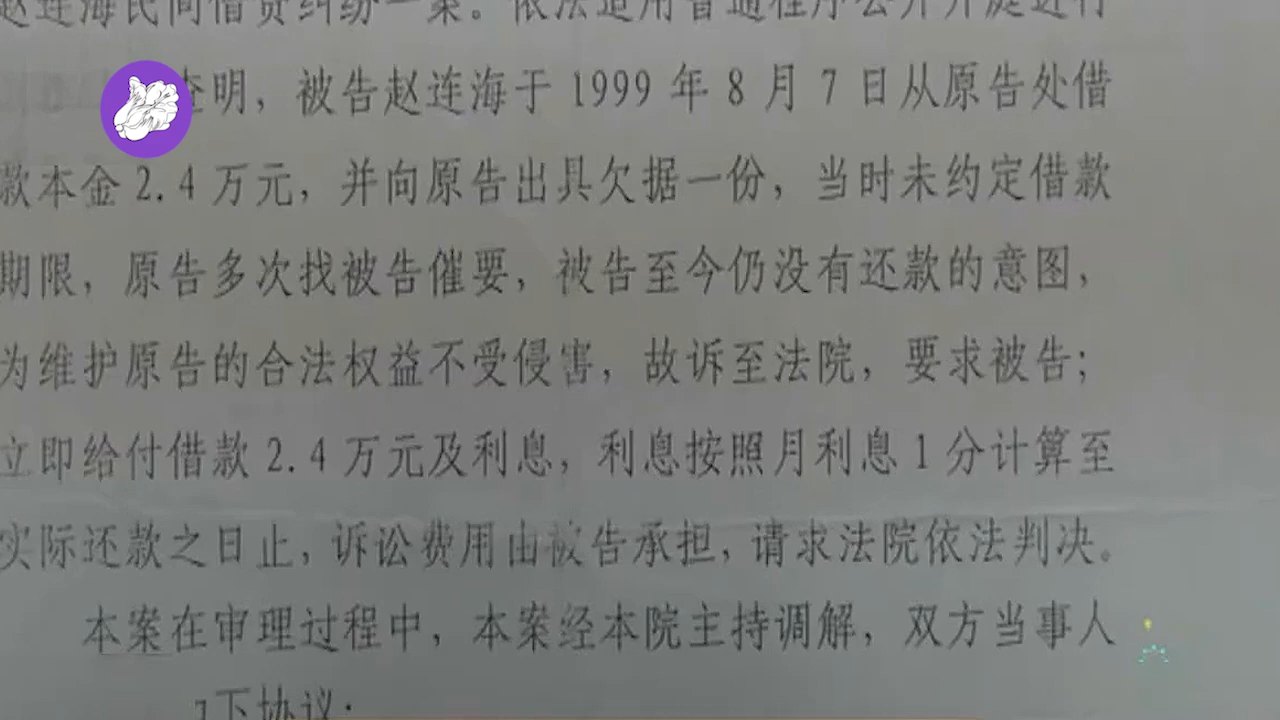 赵连海民间借贷纠纷一案。依法适用普通程序公开开庭进行
查明，被告赵连海于 1999 年 8 月 7 日从原告处借
款本金 2.4 万元，并向原告出具欠据一份，当时未约定借款
期限，原告多次找被告催要，被告至今仍没有还款的意图，
为维护原告的合法权益不受侵害，故诉至法院，要求被告；
立即给付借款 2.4 万元及利息，利息按照月利息 1 分计算至
实际还款之日止，诉讼费用由被告承担，请求法院依法判决。
本案在审理过程中，本案经本院主持调解，双方当事人
下协议：